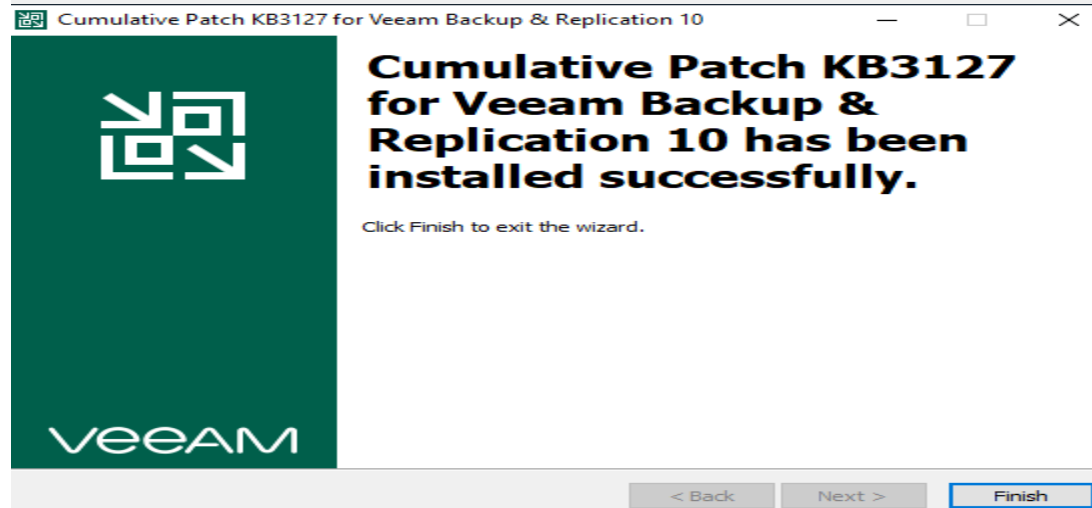 Cumulative Patch KB3127 for Veeam Backup & Replication 10
Cumulative Patch KB3127
for Veeam Backup &
Replication 10 has been
installed successfully.
Click Finish to exit the wizard.
veeAM
< Back Next > Finish